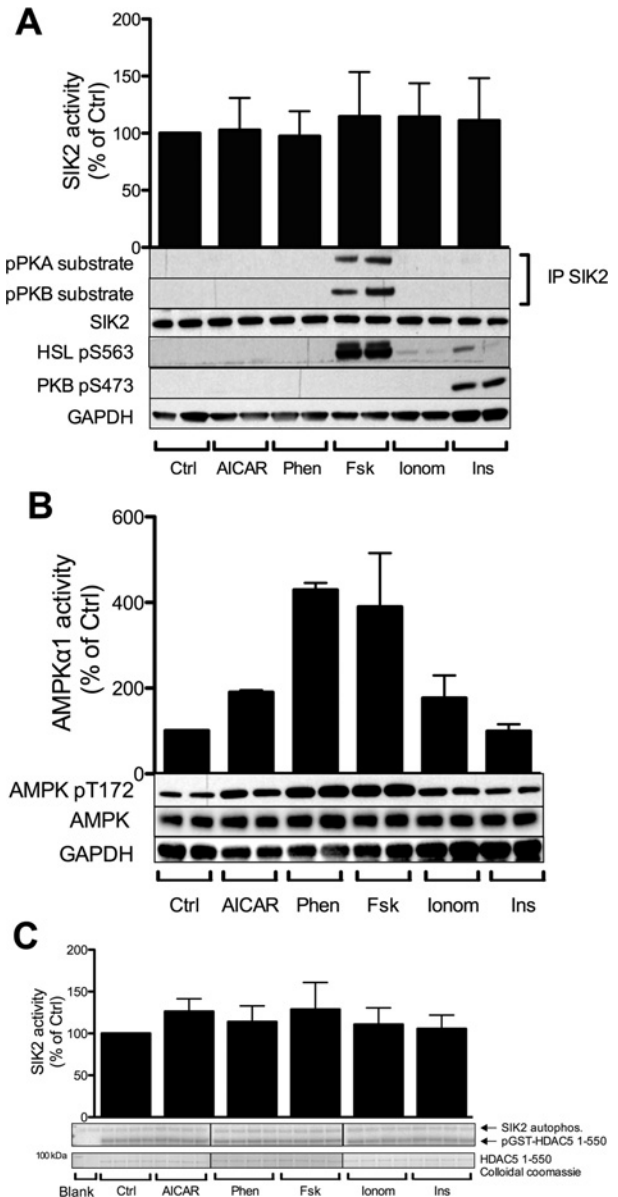 A
SIK2 activity
(% of Ctrl)
200
150
100
50
0
pPKA substrate
pPKB substrate
IP SIK2
SIK2
HSL pS563
PKB pS473
GAPDH
Ctrl AICAR Phen Fsk Ionom Ins
B
AMPKα1 activity
(% of Ctrl)
600
400
200
0
AMPK pT172
AMPK
GAPDH
Ctrl AICAR Phen Fsk Ionom Ins
C
SIK2 activity
(% of Ctrl)
200
150
100
50
0
SIK2 autophos.
pGST-HDAC5 1-550
100 kDa
HDAC5 1-550
Colloidal coomassie
Blank Ctrl AICAR Phen Fsk Ionom Ins